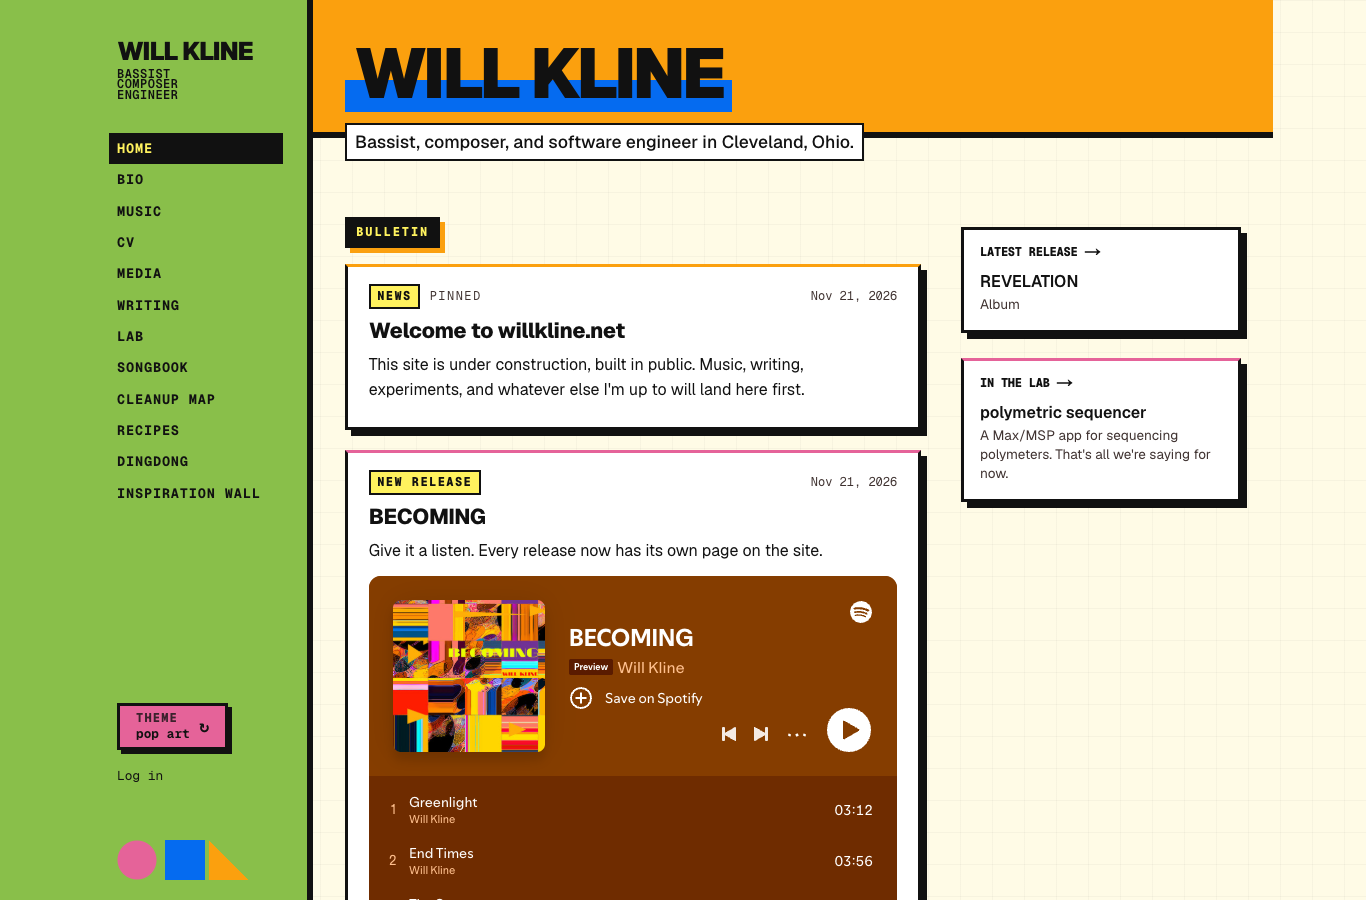 WILL KLINE
BASSIST
COMPOSER
ENGINEER
HOME
BIO
MUSIC
CV
MEDIA
WRITING
LAB
SONGBOOK
CLEANUP MAP
RECIPES
DINGDONG
INSPIRATION WALL
THEME
pop art ↻
Log in
WILL KLINE
Bassist, composer, and software engineer in Cleveland, Ohio.
BULLETIN
NEWS PINNED Nov 21, 2026
Welcome to willkline.net
This site is under construction, built in public. Music, writing,
experiments, and whatever else I'm up to will land here first.
NEW RELEASE Nov 21, 2026
BECOMING
Give it a listen. Every release now has its own page on the site.
BECOMING
WILL KLINE
BECOMING
Preview Will Kline
Save on Spotify
1 Greenlight 03:12
Will Kline
2 End Times 03:56
Will Kline
LATEST RELEASE →
REVELATION
Album
IN THE LAB →
polymetric sequencer
A Max/MSP app for sequencing
polymeters. That's all we're saying for
now.